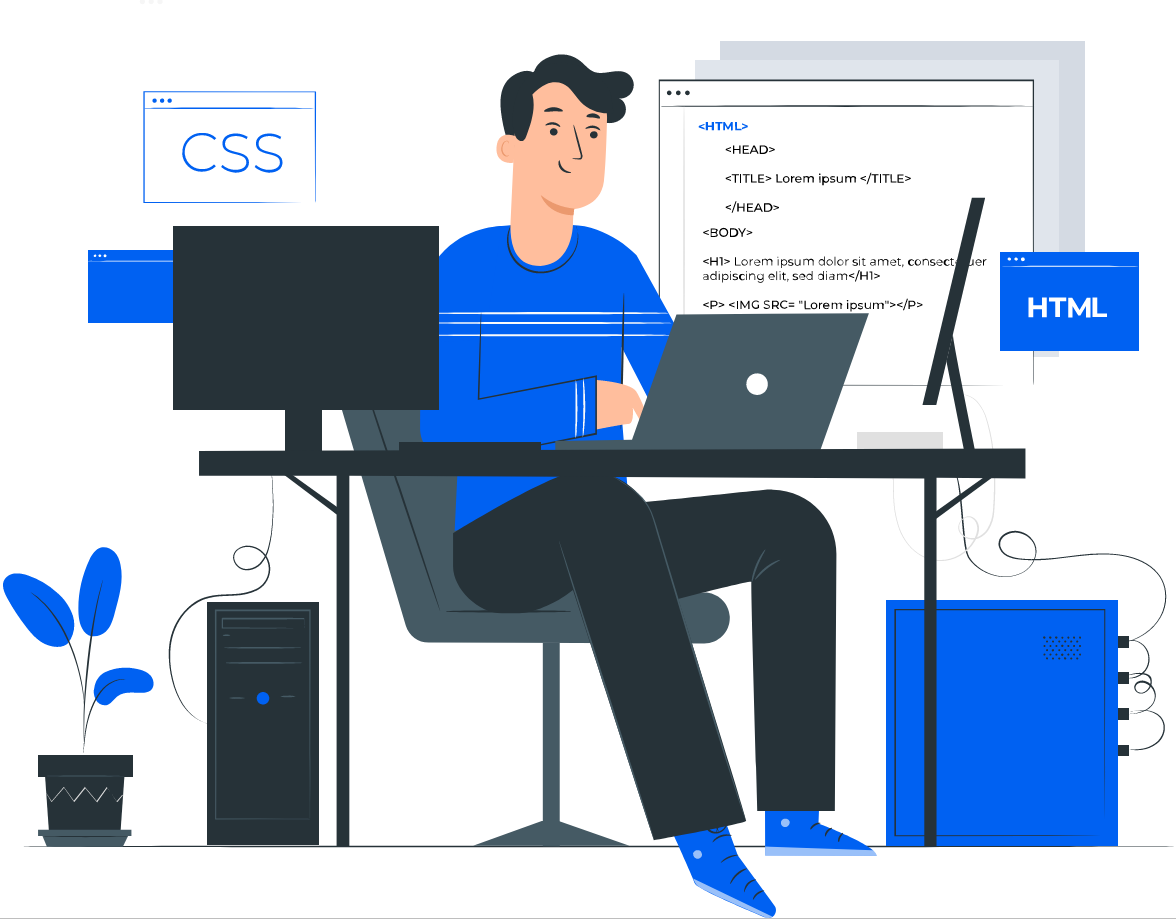 CSS
<HTML>
<HEAD>
<TITLE> Lorem ipsum </TITLE>
</HEAD>
<BODY>
<H1> Lorem ipsum dolor sit amet, consectetuer
adipiscing elit, sed diam</H1>
<P> <IMG SRC= "Lorem ipsum"></P>
HTML